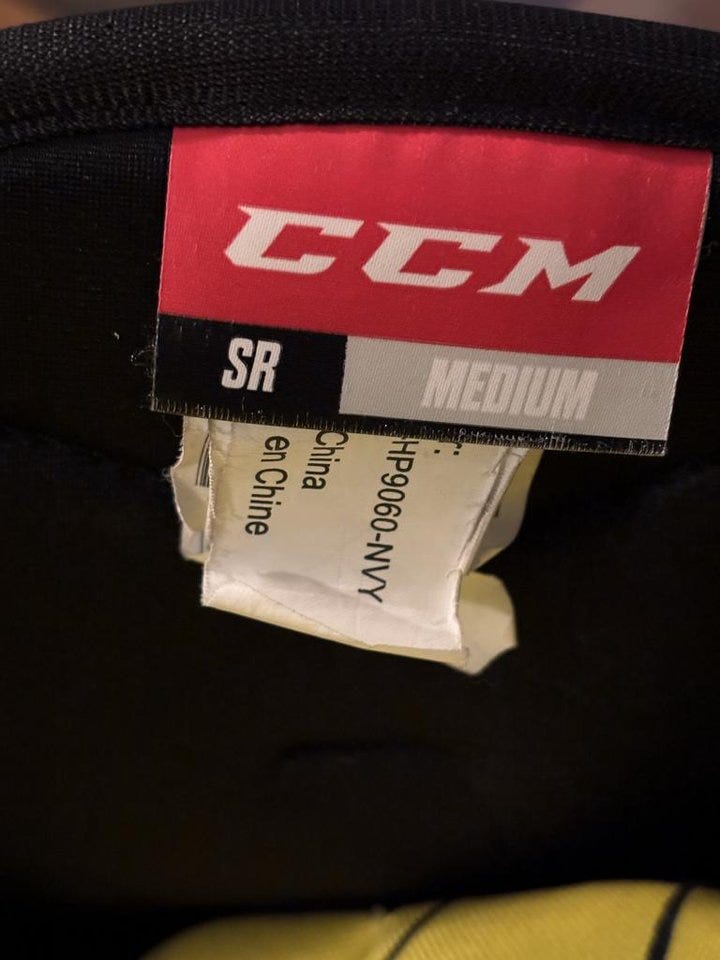 CCM
SR MEDIUM
HP9060-NVY
China
en Chine